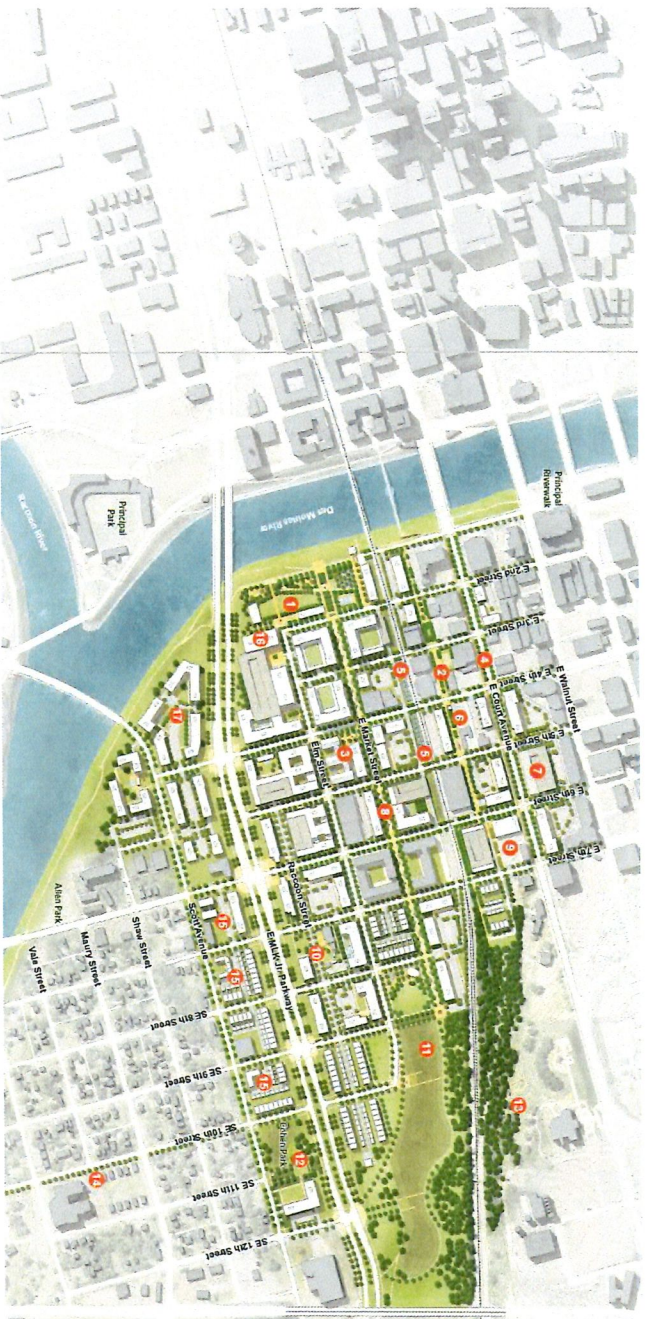 Principal
Riverwalk
E Walnut Street
E 2nd Street
E 3rd Street
E 4th Street
E 5th Street
E 6th Street
E 7th Street
E Court Avenue
4
2
5
6
7
9
Des Moines River
Raccoon River
Principal
Park
1
16
E Market Street
3
5
8
Elm Street
17
Raccoon Street
10
11
13
E MLK Jr. Parkway
Scott Avenue
15
15
15
Allen Park
Shaw Street
Maury Street
Vale Street
SE 8th Street
SE 9th Street
SE 10th Street
SE 11th Street
SE 12th Street
12
14